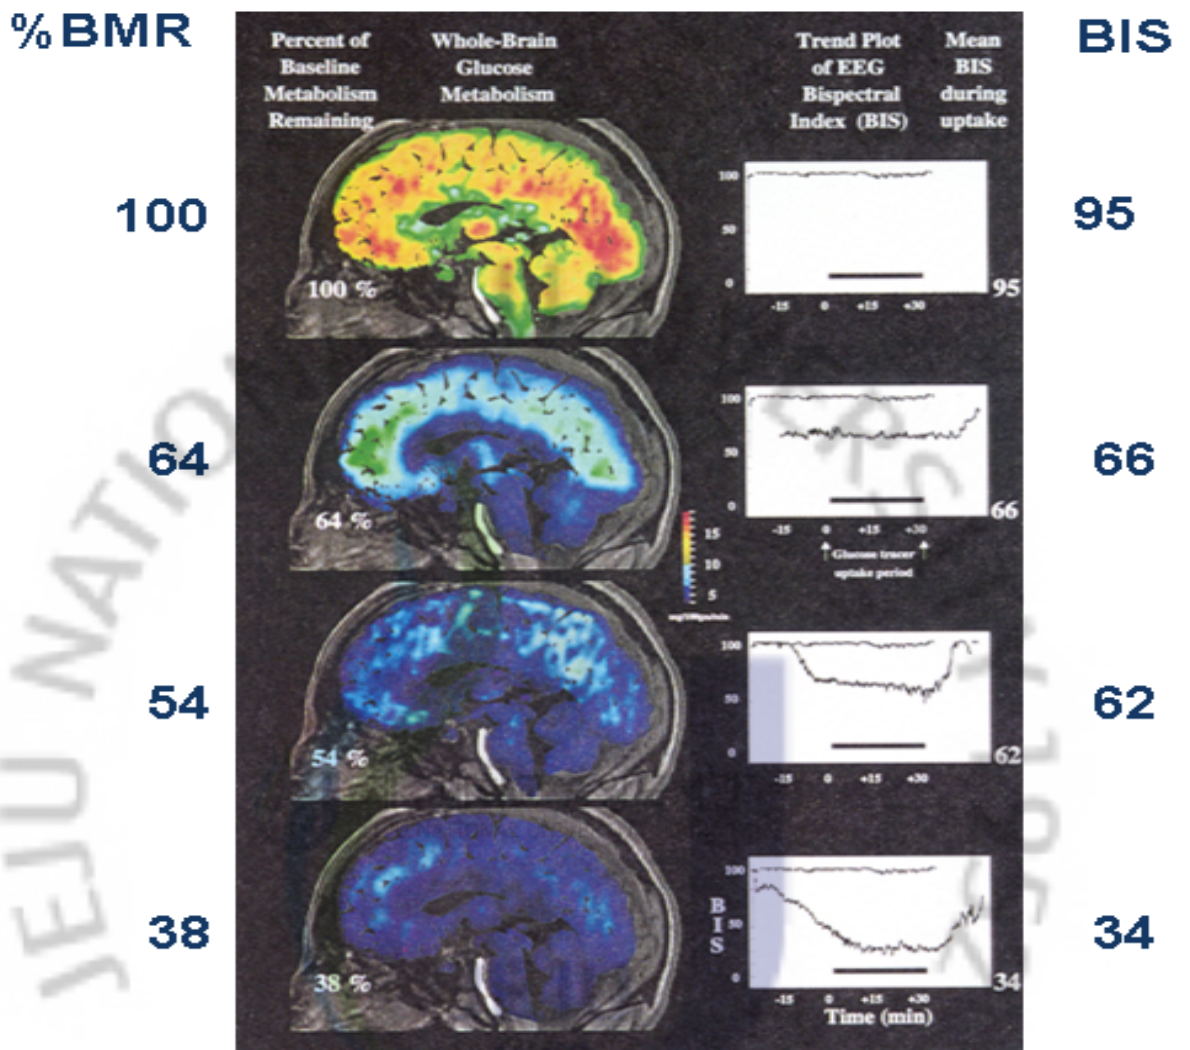 %BMR
BIS
Percent of
Baseline
Metabolism
Remaining
Whole-Brain
Glucose
Metabolism
Trend Plot
of EEG
Bispectral
Index (BIS)
Mean
BIS
during
uptake
100
100 %
100
50
0
-15 0 +15 +30
95
95
64
64 %
15
10
5
100
50
0
-15 0 +15 +30
Glucose tracer
uptake period
66
66
54
54 %
100
50
0
-15 0 +15 +30
62
62
38
38 %
BIS
100
50
0
-15 0 +15 +30
Time (min)
34
34
JEJU NATIO